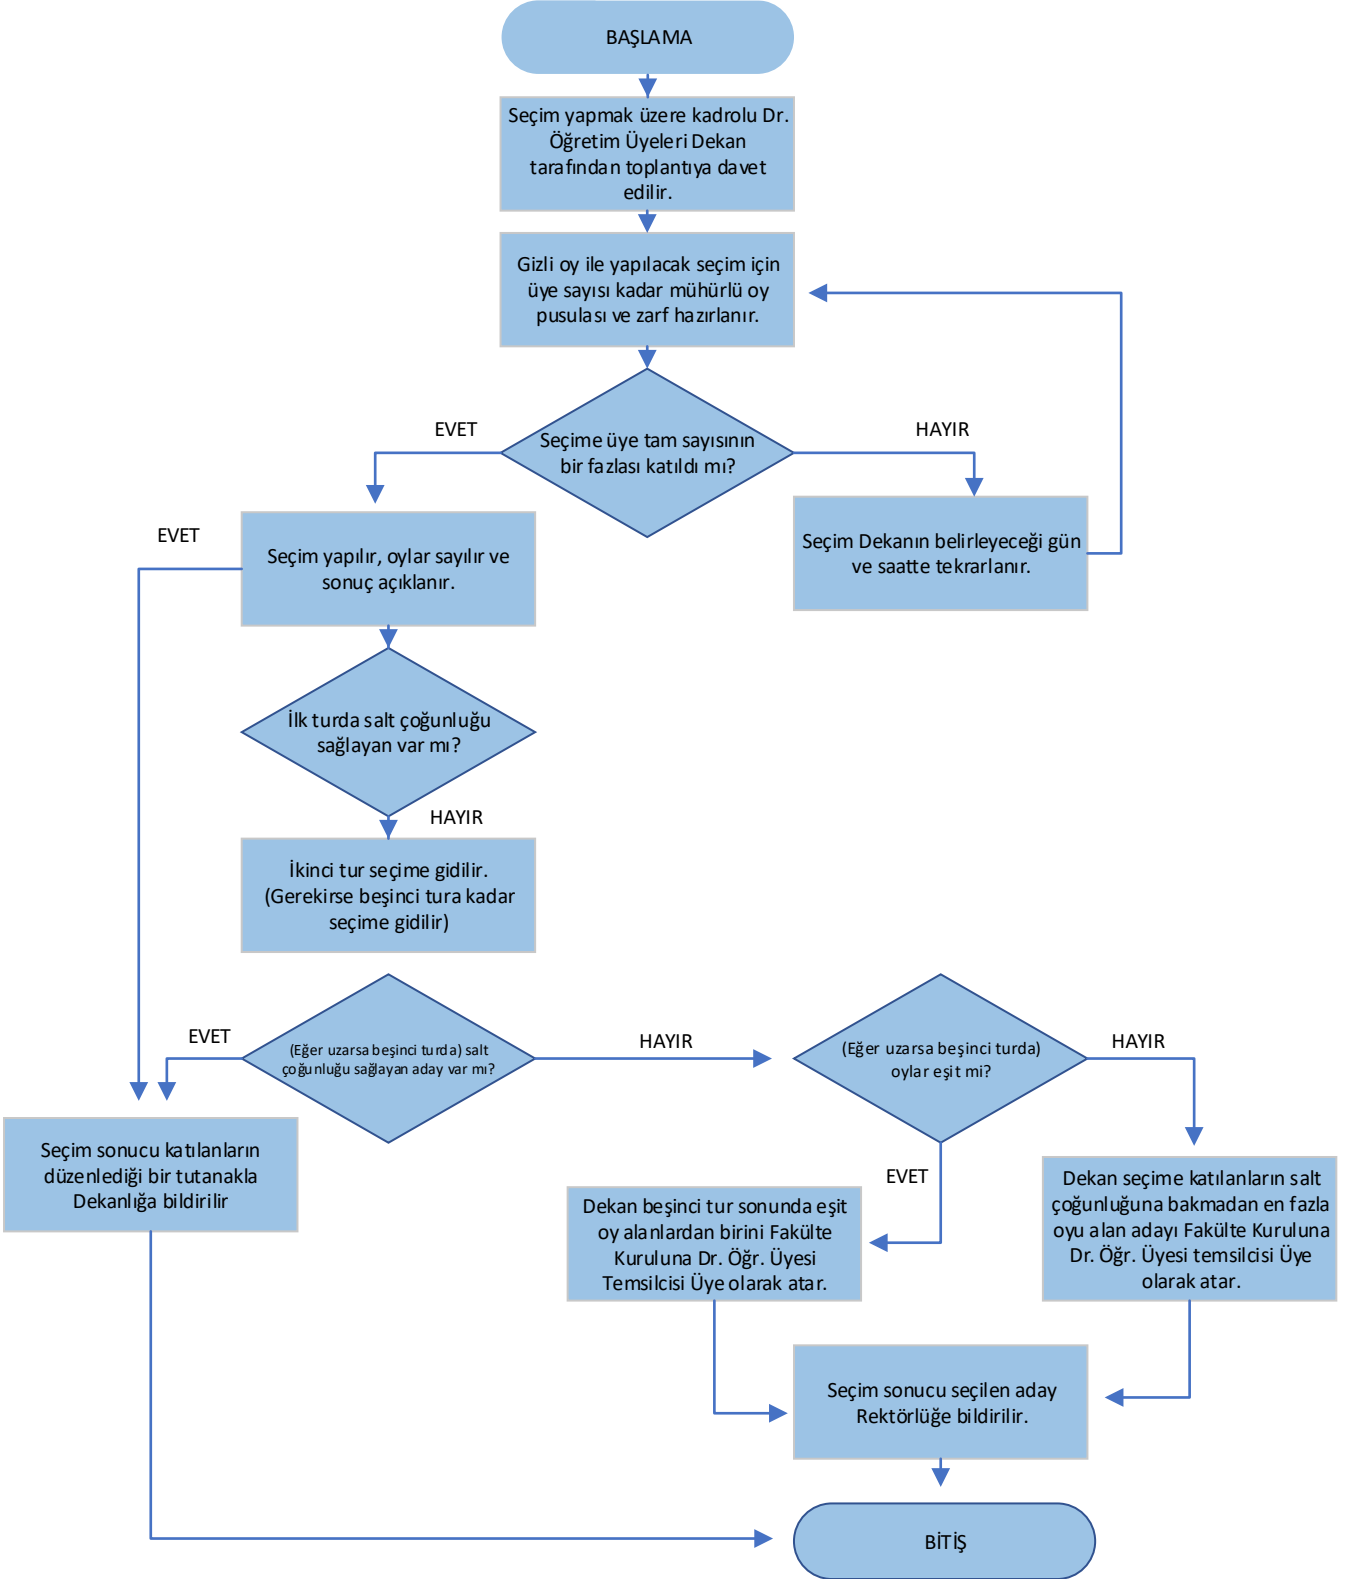 BAŞLAMA
Seçim yapmak üzere kadrolu Dr.
Öğretim Üyeleri Dekan
tarafından toplantıya davet
edilir.
Gizli oy ile yapılacak seçim için
üye sayısı kadar mühürlü oy
pusulası ve zarf hazırlanır.
EVET
Seçime üye tam sayısının
bir fazlası katıldı mı?
HAYIR
EVET
Seçim yapılır, oylar sayılır ve
sonuç açıklanır.
Seçim Dekanın belirleyeceği gün
ve saatte tekrarlanır.
İlk turda salt çoğunluğu
sağlayan var mı?
HAYIR
İkinci tur seçime gidilir.
(Gerekirse beşinci tura kadar
seçime gidilir)
EVET
(Eğer uzarsa beşinci turda) salt
çoğunluğu sağlayan aday var mı?
HAYIR
(Eğer uzarsa beşinci turda)
oylar eşit mi?
HAYIR
Seçim sonucu katılanların
düzenlediği bir tutanakla
Dekanlığa bildirilir
EVET
Dekan beşinci tur sonunda eşit
oy alanlardan birini Fakülte
Kuruluna Dr. Öğr. Üyesi
Temsilcisi Üye olarak atar.
Dekan seçime katılanların salt
çoğunluğuna bakmadan en fazla
oyu alan adayı Fakülte Kuruluna
Dr. Öğr. Üyesi temsilcisi Üye
olarak atar.
Seçim sonucu seçilen aday
Rektörlüğe bildirilir.
BİTİŞ